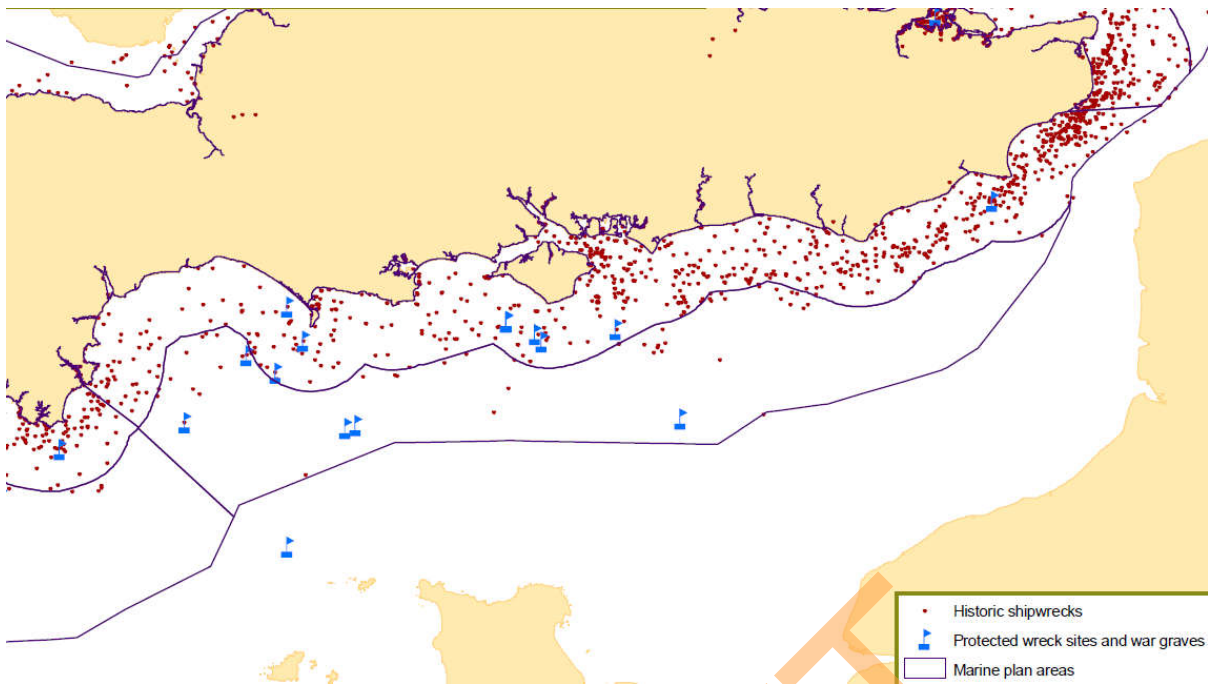 Historic shipwrecks
Protected wreck sites and war graves
Marine plan areas